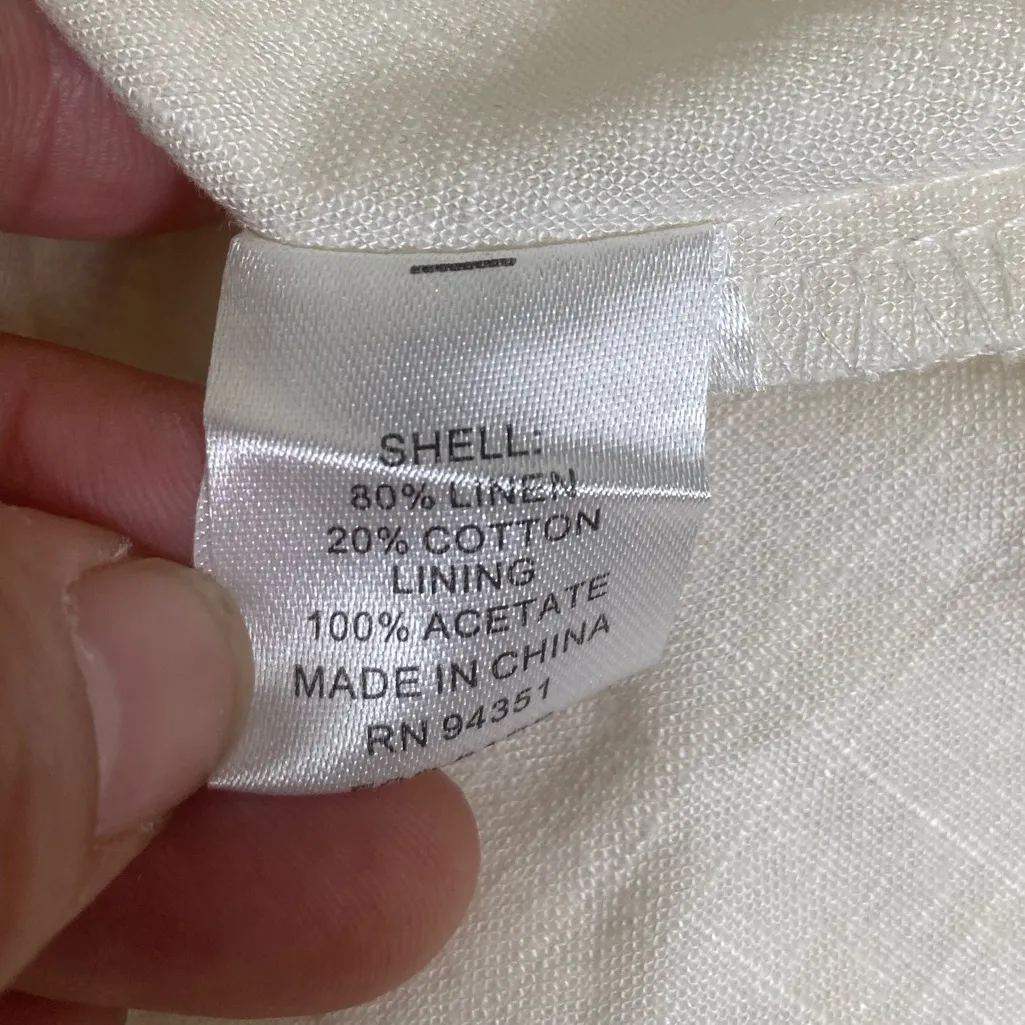 SHELL:
80% LINEN
20% COTTON
LINING
100% ACETATE
MADE IN CHINA
RN 94351